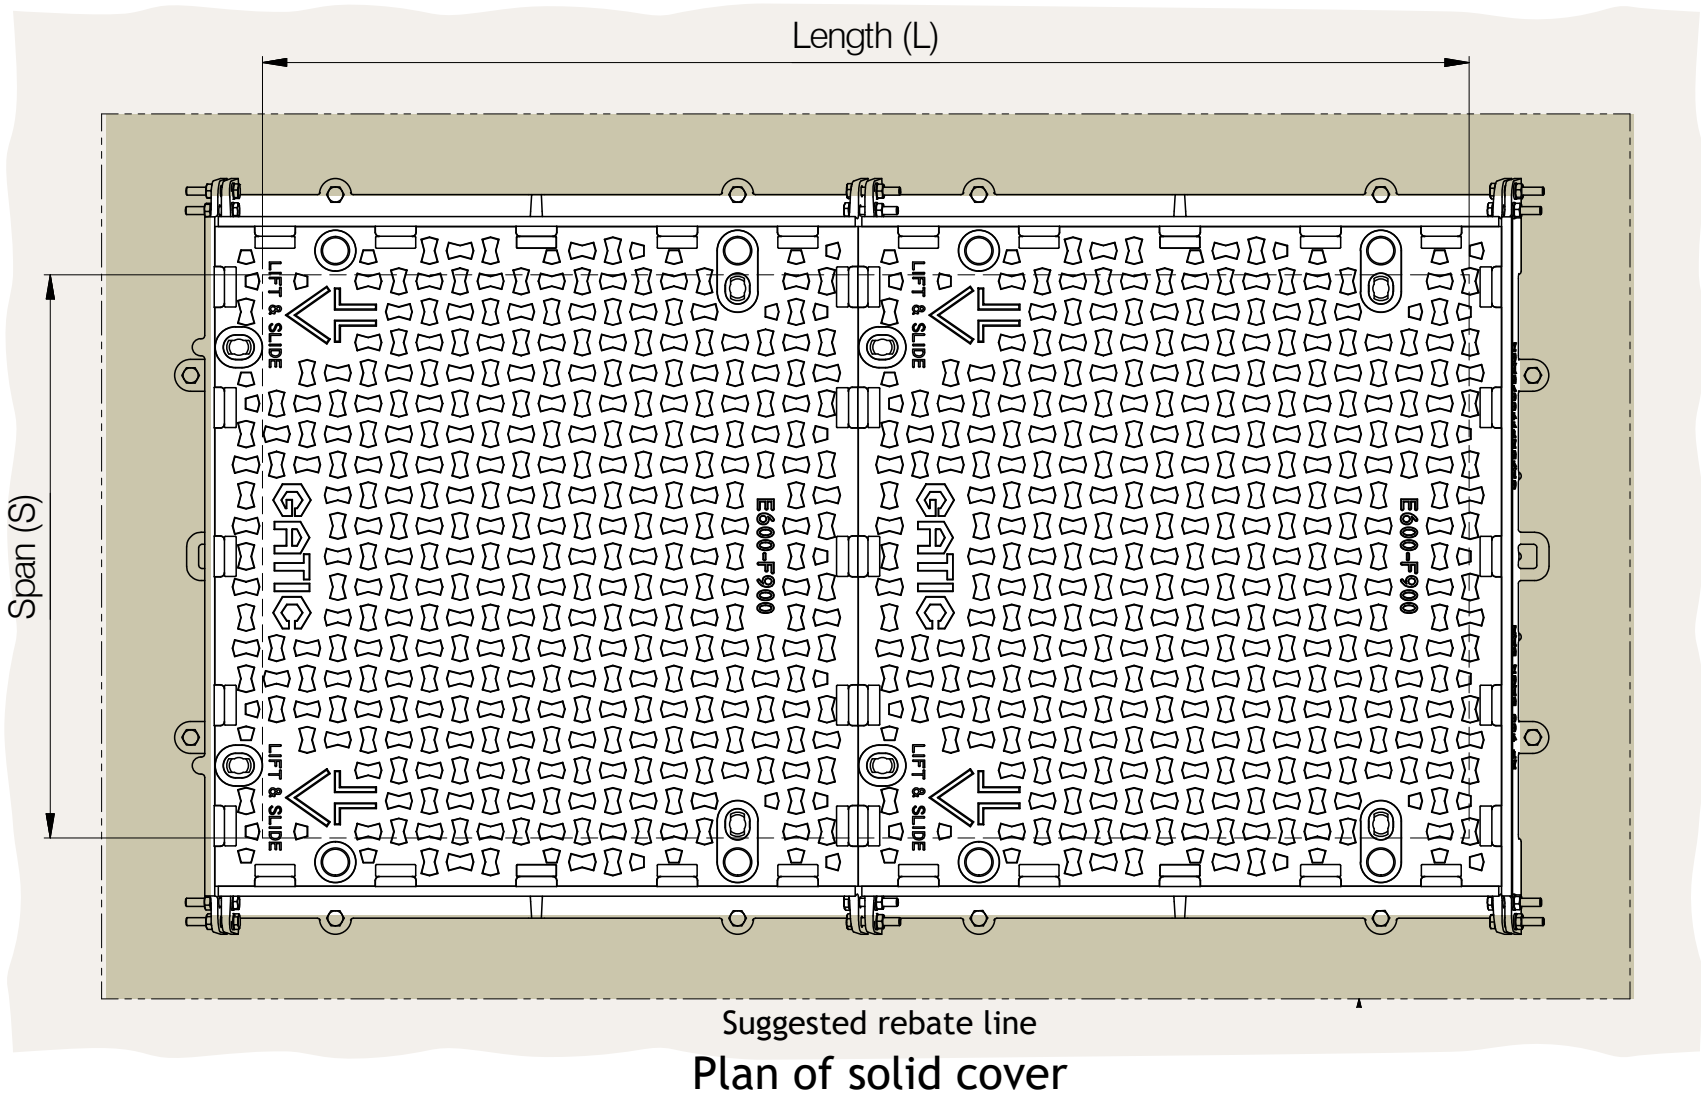 Length (L)
LIFT & SLIDE
LIFT & SLIDE
Span (S)
GATIC
E600-F900
GATIC
E600-F900
LIFT & SLIDE
LIFT & SLIDE
Suggested rebate line
Plan of solid cover